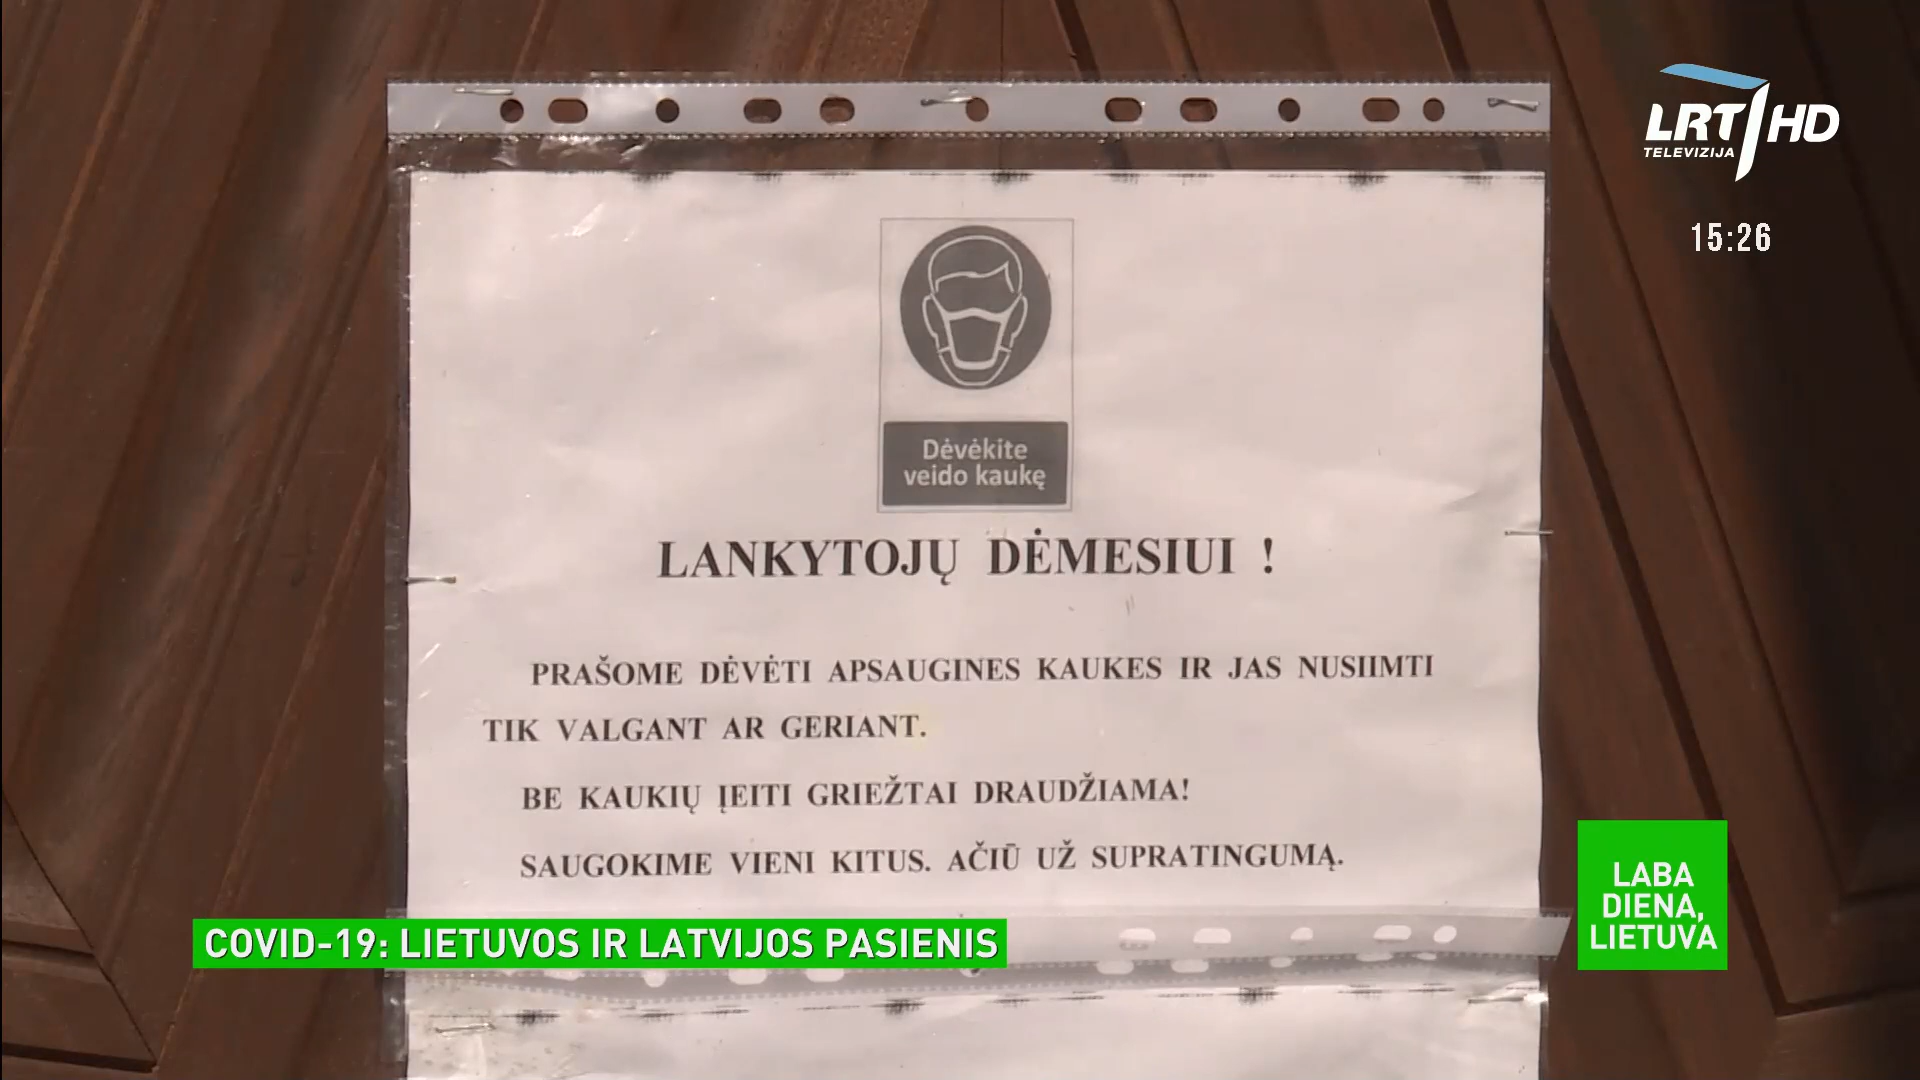 LRT HD
TELEVIZIJA
15:26
Dėvėkite
veido kaukę
LANKYTOJŲ DĖMESIUI !
PRAŠOME DĖVĖTI APSAUGINES KAUKES IR JAS NUSIIMTI
TIK VALGANT AR GERIANT.
BE KAUKIŲ ĮEITI GRIEŽTAI DRAUDŽIAMA!
SAUGOKIME VIENI KITUS. AČIŪ UŽ SUPRATINGUMĄ.
COVID-19: LIETUVOS IR LATVIJOS PASIENIS
LABA
DIENA,
LIETUVA